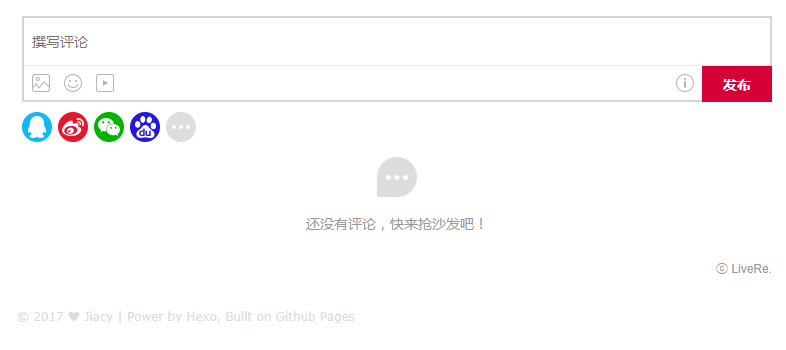 撰写评论
发布
du
还没有评论，快来抢沙发吧！
ⓒ LiveRe.
© 2017 ❤ Jiacy | Power by Hexo, Built on Github Pages